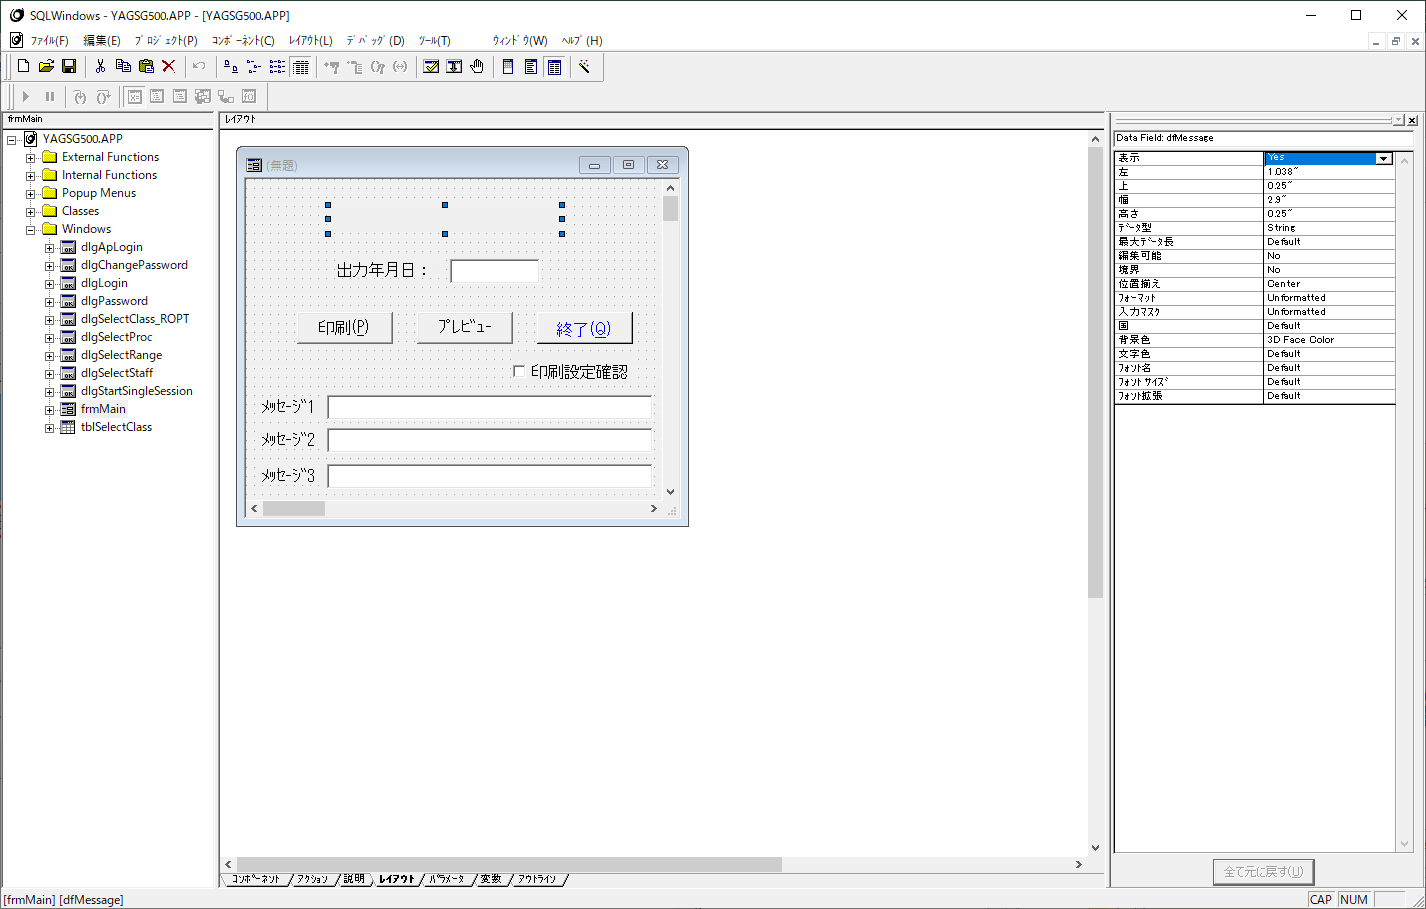 SQLWindows - YAGSG500.APP - [YAGSG500.APP]
ﾌｧｲﾙ(F) 編集(E) ﾌﾟﾛｼﾞｪｸﾄ(P) ｺﾝﾎﾟｰﾈﾝﾄ(C) ﾚｲｱｳﾄ(L) ﾃﾞﾊﾞｯｸﾞ(D) ﾂｰﾙ(T) ｳｨﾝﾄﾞｳ(W) ﾍﾙﾌﾟ(H)
frmMain
YAGSG500.APP
External Functions
Internal Functions
Popup Menus
Classes
Windows
dlgApLogin
dlgChangePassword
dlgLogin
dlgPassword
dlgSelectClass_ROPT
dlgSelectProc
dlgSelectRange
dlgSelectStaff
dlgStartSingleSession
frmMain
tblSelectClass
ﾚｲｱｳﾄ
(無題)
出力年月日：
印刷(P) ﾌﾟﾚﾋﾞｭｰ 終了(Q)
印刷設定確認
ﾒｯｾｰｼﾞ1
ﾒｯｾｰｼﾞ2
ﾒｯｾｰｼﾞ3
ｺﾝﾎﾟｰﾈﾝﾄ ｱｸｼｮﾝ 説明 ﾚｲｱｳﾄ ﾊﾟﾗﾒｰﾀ 変数 ｱｳﾄﾗｲﾝ
Data Field: dfMessage
表示 Yes
左 1.038"
上 0.25"
幅 2.9"
高さ 0.25"
ﾃﾞｰﾀ型 String
最大ﾃﾞｰﾀ長 Default
編集可能 No
境界 No
位置揃え Center
ﾌｫｰﾏｯﾄ Unformatted
入力ﾏｽｸ Unformatted
国 Default
背景色 3D Face Color
文字色 Default
ﾌｫﾝﾄ名 Default
ﾌｫﾝﾄ ｻｲｽﾞ Default
ﾌｫﾝﾄ拡張 Default
全て元に戻す(U)
[frmMain] [dfMessage]
CAP NUM